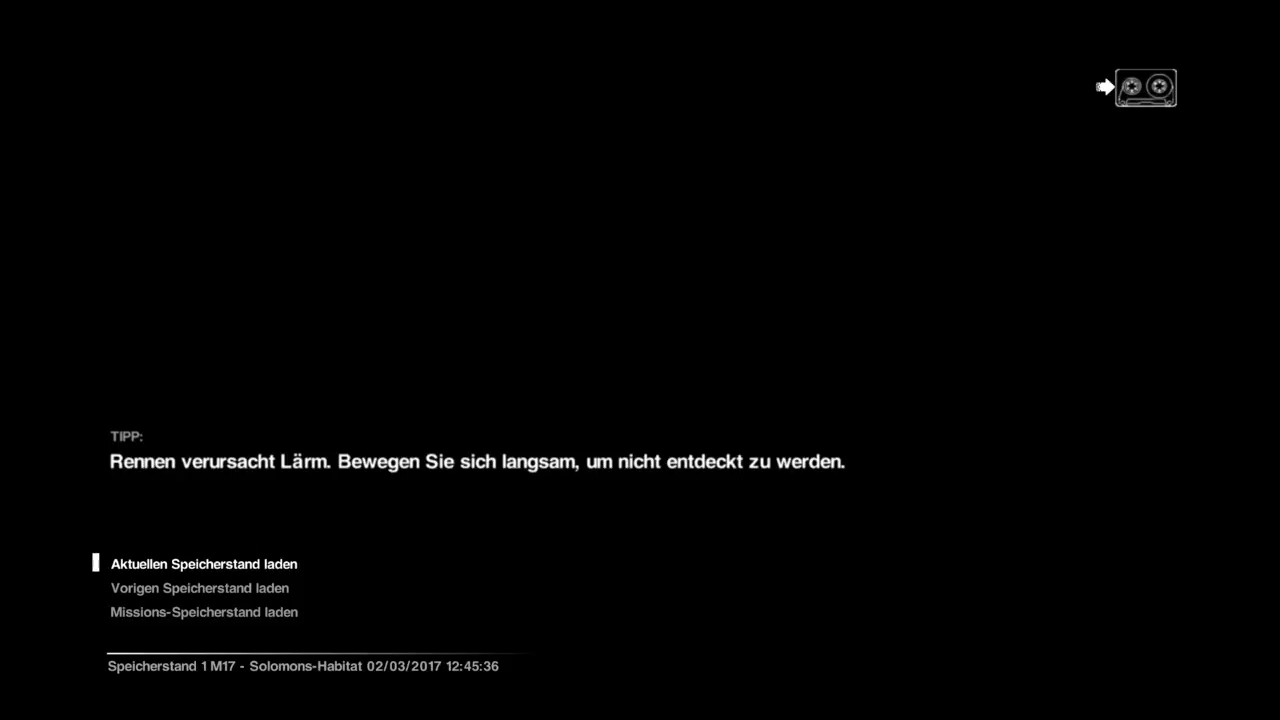 TIPP:
Rennen verursacht Lärm. Bewegen Sie sich langsam, um nicht entdeckt zu werden.
Aktuellen Speicherstand laden
Vorigen Speicherstand laden
Missions-Speicherstand laden
Speicherstand 1 M17 - Solomons-Habitat 02/03/2017 12:45:36